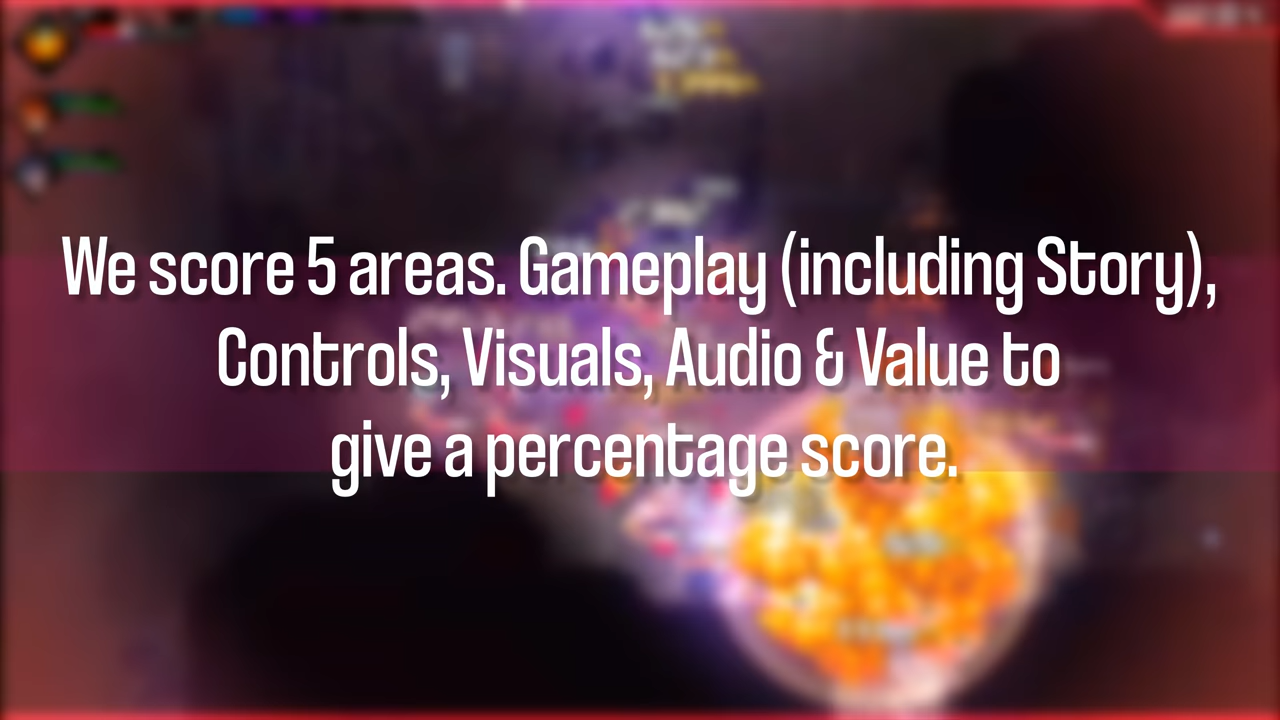 We score 5 areas. Gameplay (including Story),
Controls, Visuals, Audio & Value to
give a percentage score.